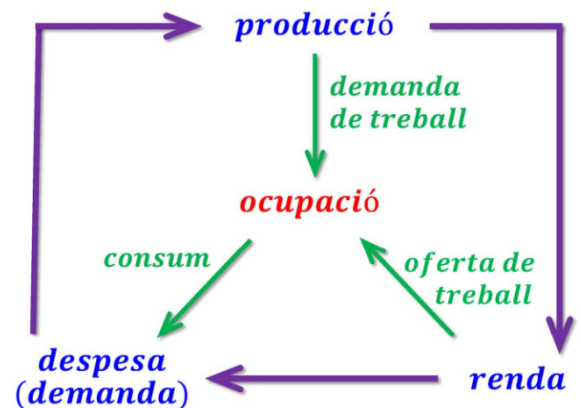 producció
demanda
de treball
ocupació
consum
oferta de
treball
despesa
(demanda)
renda